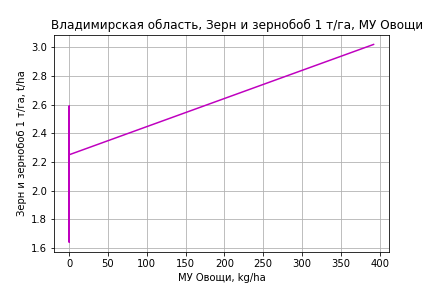 Владимирская область, Зерн и зернобоб 1 т/га, МУ Овощи
3.0
2.8
2.6
2.4
2.2
2.0
1.8
1.6
Зерн и зернобоб 1 т/га, t/ha
0 50 100 150 200 250 300 350 400
МУ Овощи, kg/ha